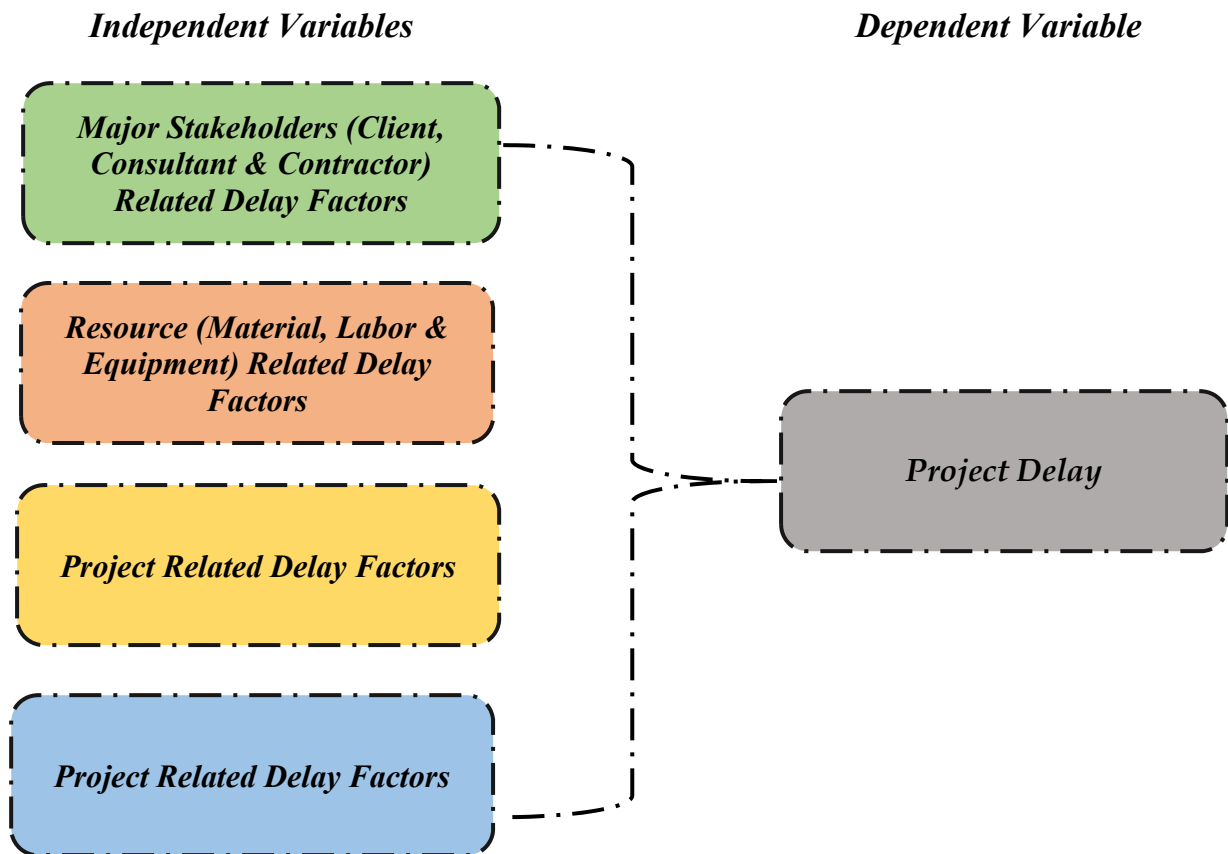 Independent Variables
Dependent Variable
Major Stakeholders (Client,
Consultant & Contractor)
Related Delay Factors
Resource (Material, Labor &
Equipment) Related Delay
Factors
Project Related Delay Factors
Project Related Delay Factors
Project Delay